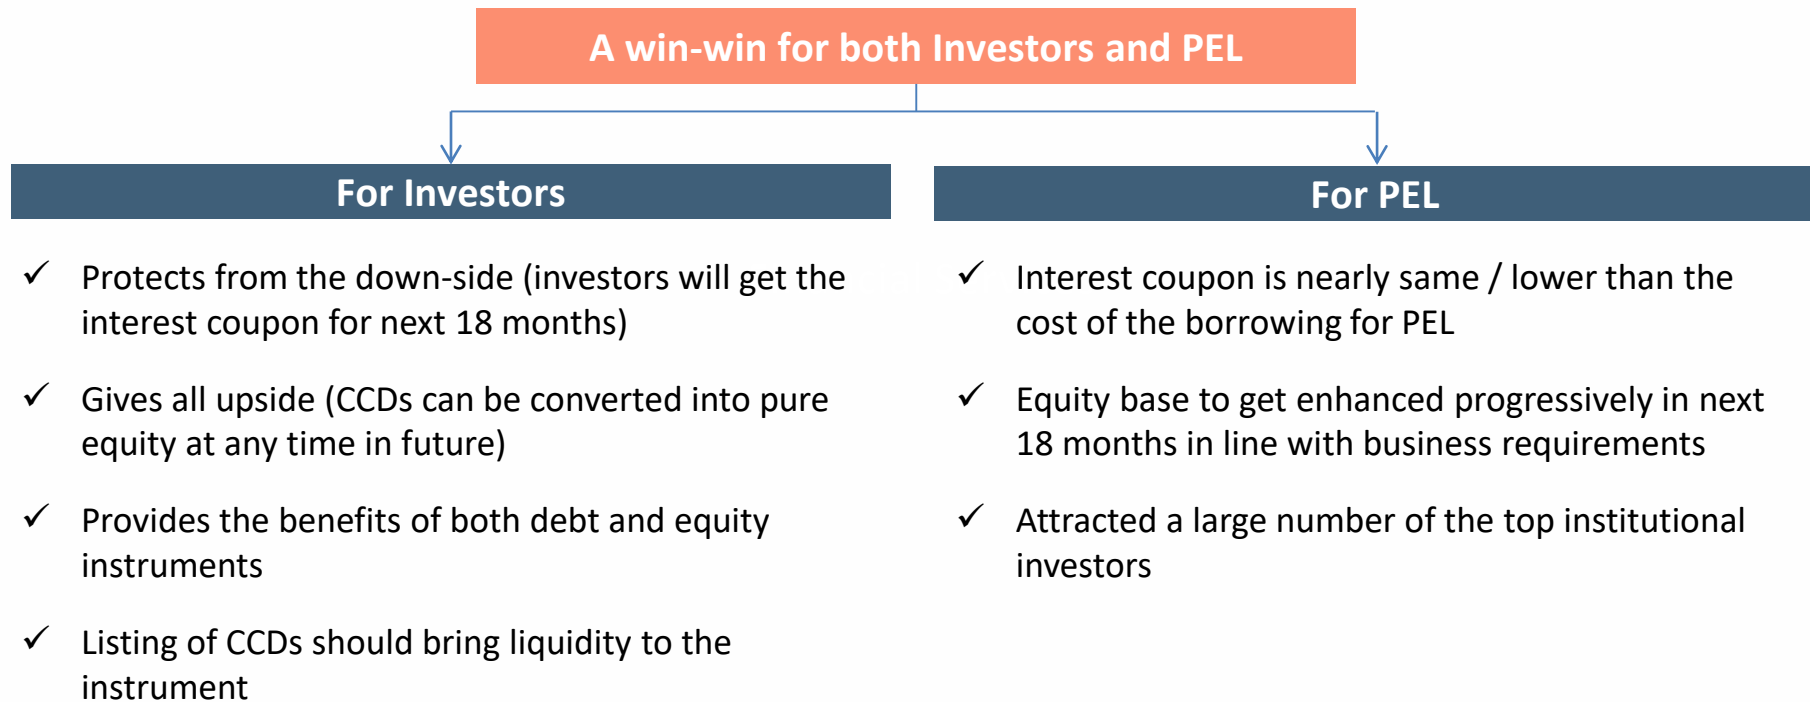 A win-win for both Investors and PEL
For Investors
✓ Protects from the down-side (investors will get the
interest coupon for next 18 months)
✓ Gives all upside (CCDs can be converted into pure
equity at any time in future)
✓ Provides the benefits of both debt and equity
instruments
✓ Listing of CCDs should bring liquidity to the
instrument
For PEL
✓ Interest coupon is nearly same / lower than the
cost of the borrowing for PEL
✓ Equity base to get enhanced progressively in next
18 months in line with business requirements
✓ Attracted a large number of the top institutional
investors